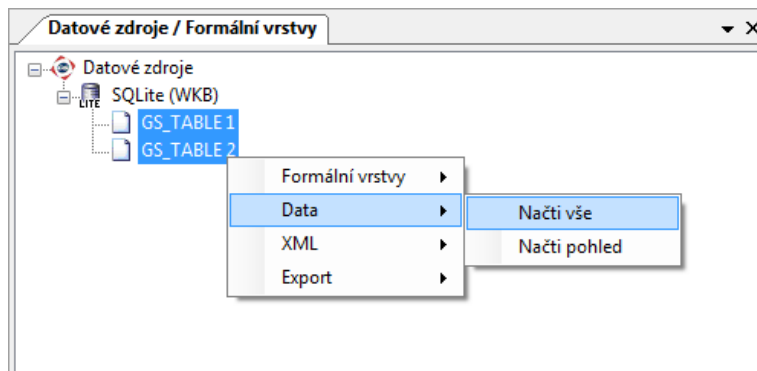 Datové zdroje / Formální vrstvy
Datové zdroje
LITE SQLite (WKB)
GS_TABLE 1
GS_TABLE 2
Formální vrstvy
Data
XML
Export
Načti vše
Načti pohled